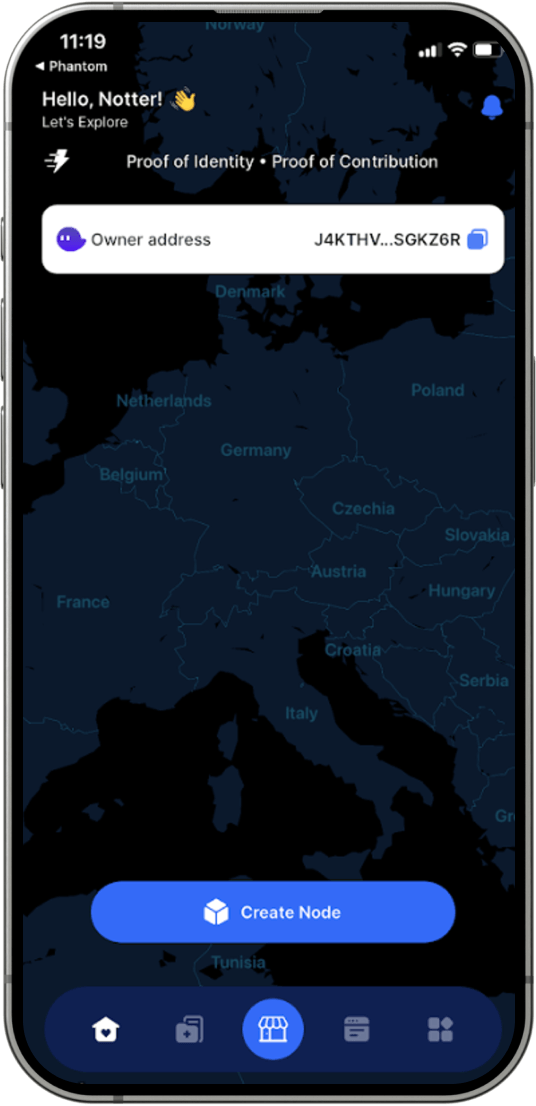 Norway
11:19
◀ Phantom
Hello, Notter! 👋
Let's Explore
Proof of Identity • Proof of Contribution
Owner address J4KTHV...SGKZ6R
Denmark
Poland
Netherlands
Germany
Belgium
Czechia
Slovakia
Austria
Hungary
France
Croatia
Serbia
Italy
Gr
Create Node
Tunisia